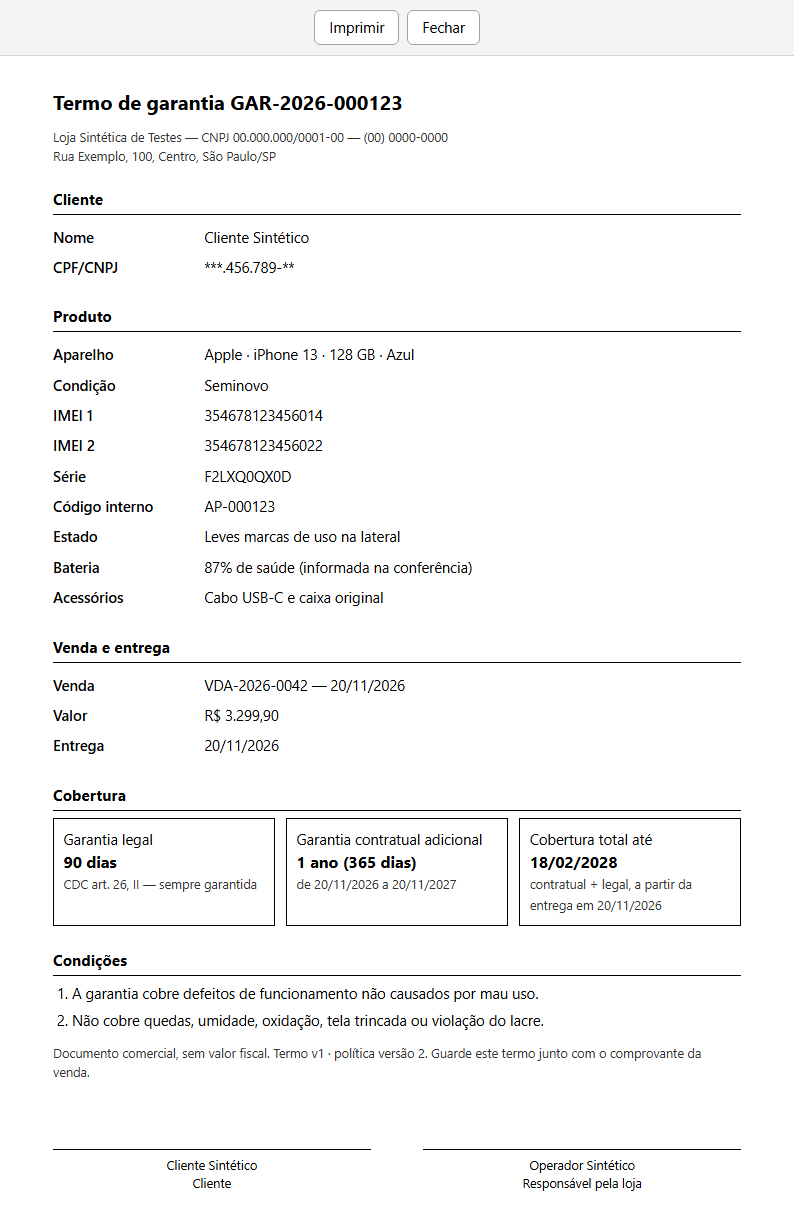 Imprimir Fechar
Termo de garantia GAR-2026-000123
Loja Sintética de Testes — CNPJ 00.000.000/0001-00 — (00) 0000-0000
Rua Exemplo, 100, Centro, São Paulo/SP
Cliente
Nome Cliente Sintético
CPF/CNPJ ***.456.789-**
Produto
Aparelho Apple · iPhone 13 · 128 GB · Azul
Condição Seminovo
IMEI 1 354678123456014
IMEI 2 354678123456022
Série F2LXQ0QX0D
Código interno AP-000123
Estado Leves marcas de uso na lateral
Bateria 87% de saúde (informada na conferência)
Acessórios Cabo USB-C e caixa original
Venda e entrega
Venda VDA-2026-0042 — 20/11/2026
Valor R$ 3.299,90
Entrega 20/11/2026
Cobertura
Garantia legal
90 dias
CDC art. 26, II — sempre garantida
Garantia contratual adicional
1 ano (365 dias)
de 20/11/2026 a 20/11/2027
Cobertura total até
18/02/2028
contratual + legal, a partir da
entrega em 20/11/2026
Condições
1. A garantia cobre defeitos de funcionamento não causados por mau uso.
2. Não cobre quedas, umidade, oxidação, tela trincada ou violação do lacre.
Documento comercial, sem valor fiscal. Termo v1 · política versão 2. Guarde este termo junto com o comprovante da
venda.
Cliente Sintético
Cliente
Operador Sintético
Responsável pela loja